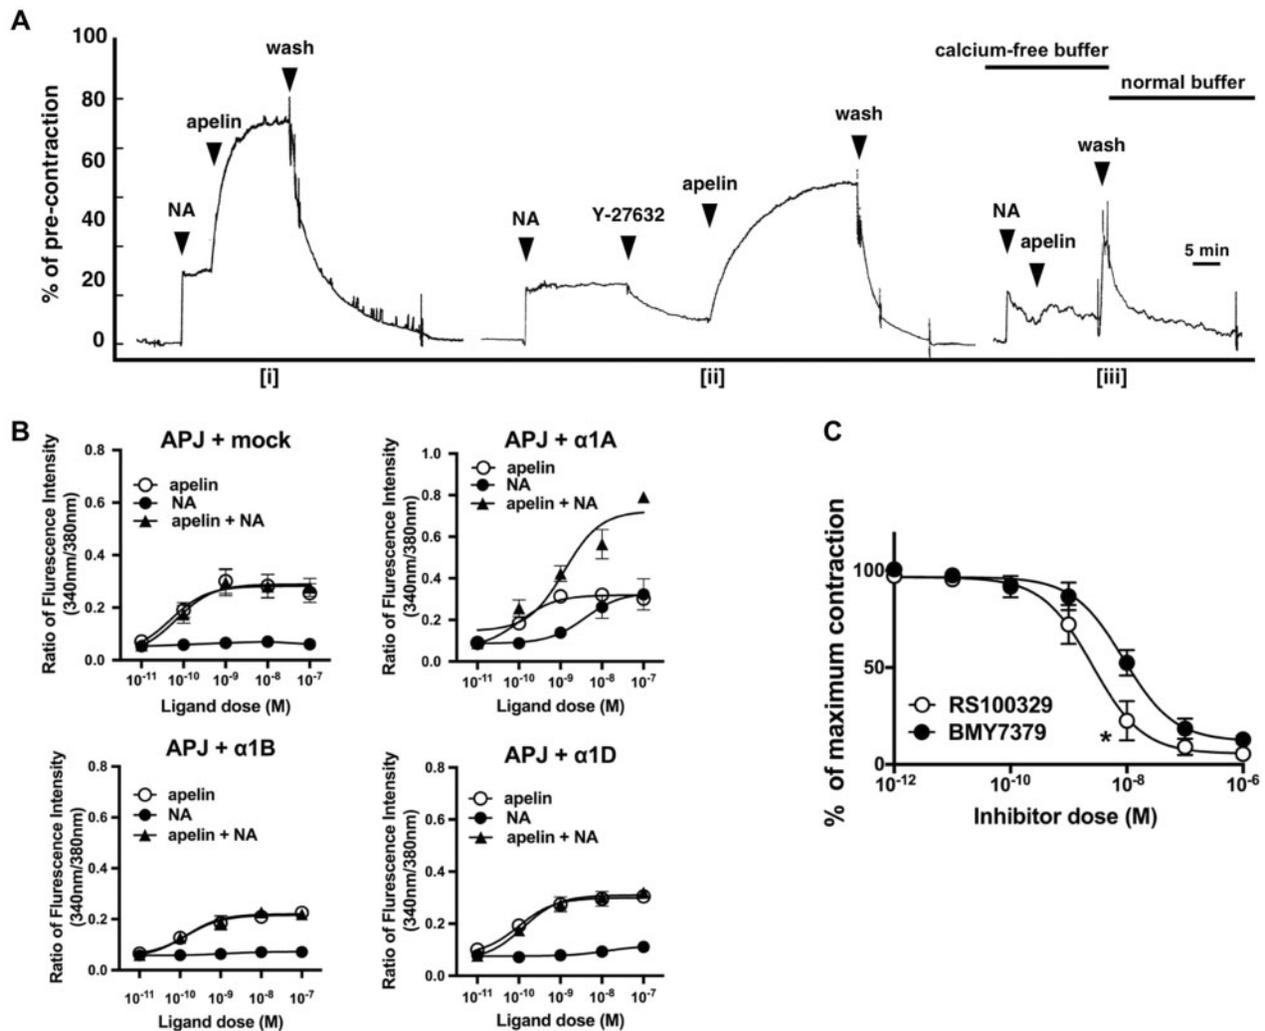 A
% of pre-contraction
100
80
60
40
20
0
NA
apelin
wash
NA
Y-27632
apelin
wash
calcium-free buffer
normal buffer
NA
apelin
wash
5 min
[i]
[ii]
[iii]
B
APJ + mock
Ratio of Flurescence Intensity
(340nm/380nm)
0.8
0.6
0.4
0.2
0.0
apelin
NA
apelin + NA
10-11
10-10
10-9
10-8
10-7
Ligand dose (M)
APJ + α1A
Ratio of Flurescence Intensity
(340nm/380nm)
1.0
0.8
0.6
0.4
0.2
0.0
apelin
NA
apelin + NA
10-11
10-10
10-9
10-8
10-7
Ligand dose (M)
APJ + α1B
Ratio of Flurescence Intensity
(340nm/380nm)
0.8
0.6
0.4
0.2
0.0
apelin
NA
apelin + NA
10-11
10-10
10-9
10-8
10-7
Ligand dose (M)
APJ + α1D
Ratio of Flurescence Intensity
(340nm/380nm)
0.8
0.6
0.4
0.2
0.0
apelin
NA
apelin + NA
10-11
10-10
10-9
10-8
10-7
Ligand dose (M)
C
% of maximum contraction
100
50
0
RS100329
BMY7379
*
10-12
10-10
10-8
10-6
Inhibitor dose (M)